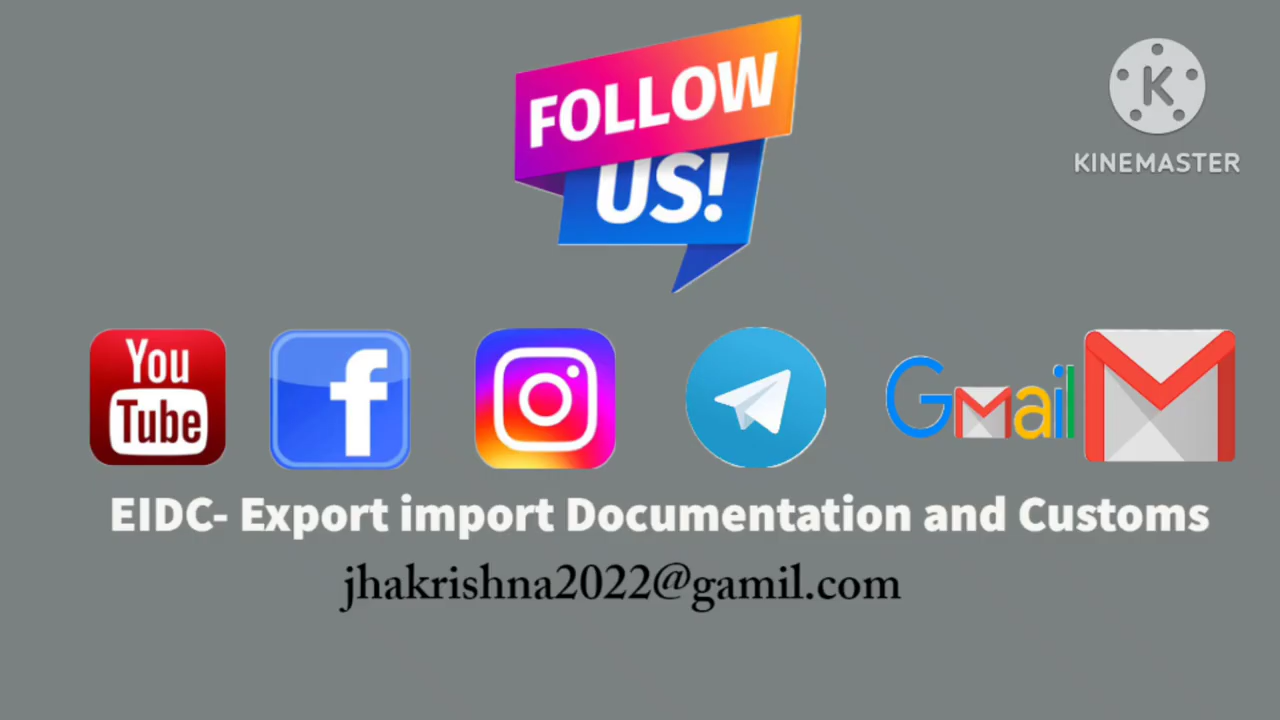 FOLLOW
US!
K
KINEMASTER
You
Tube
f
Gmail
EIDC- Export import Documentation and Customs
jhakrishna2022@gamil.com